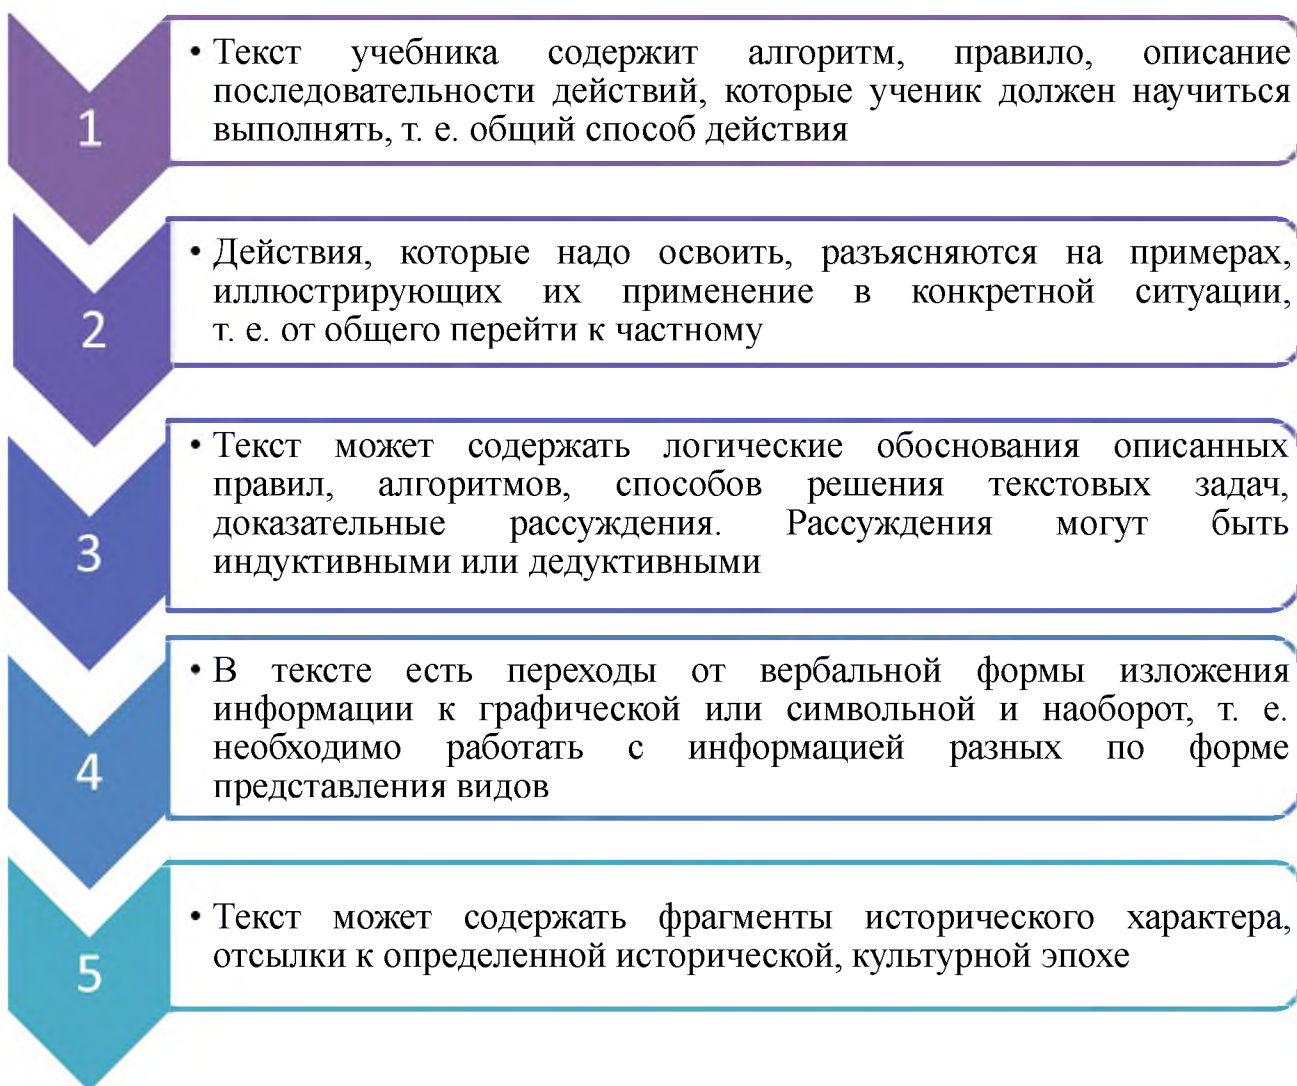 1
• Текст учебника содержит алгоритм, правило, описание
последовательности действий, которые ученик должен научиться
выполнять, т. е. общий способ действия
2
• Действия, которые надо освоить, разъясняются на примерах,
иллюстрирующих их применение в конкретной ситуации,
т. е. от общего перейти к частному
3
• Текст может содержать логические обоснования описанных
правил, алгоритмов, способов решения текстовых задач,
доказательные рассуждения. Рассуждения могут быть
индуктивными или дедуктивными
4
• В тексте есть переходы от вербальной формы изложения
информации к графической или символьной и наоборот, т. е.
необходимо работать с информацией разных по форме
представления видов
5
• Текст может содержать фрагменты исторического характера,
отсылки к определенной исторической, культурной эпохе